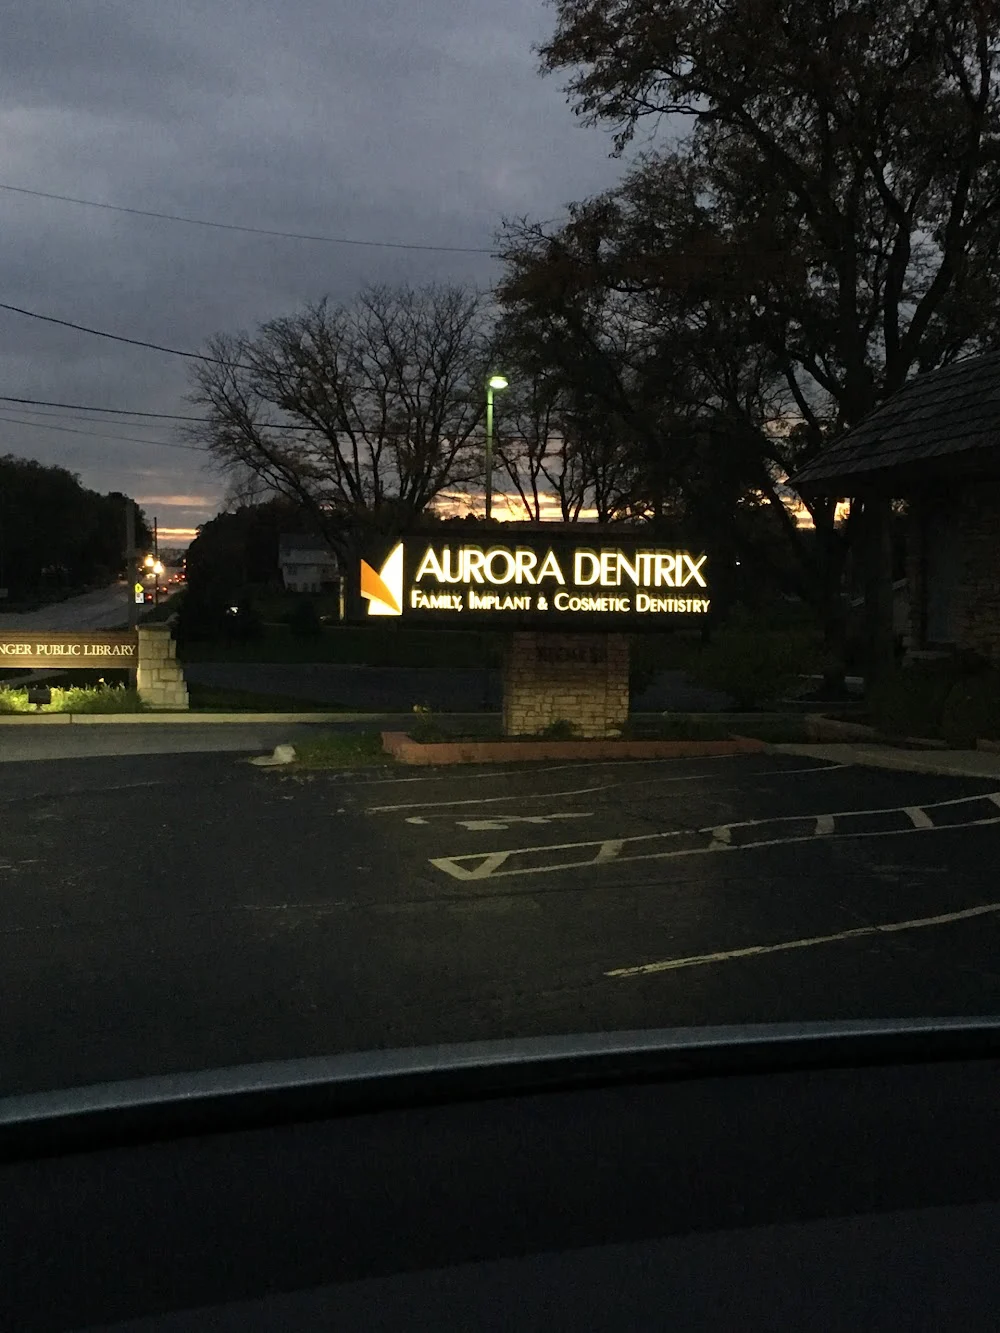 AURORA DENTRIX
FAMILY, IMPLANT & COSMETIC DENTISTRY
NGER PUBLIC LIBRARY